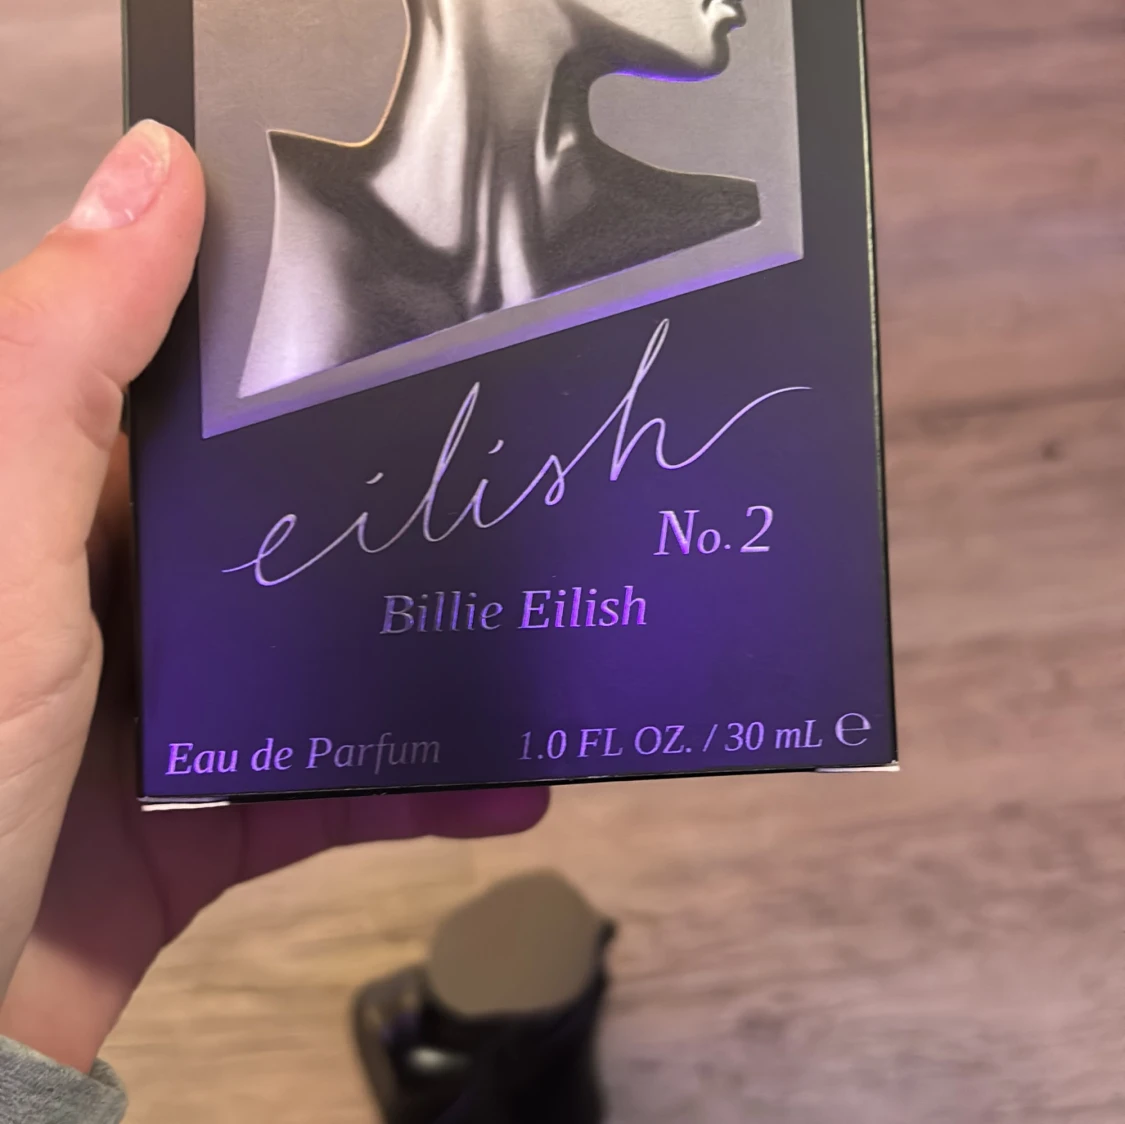 eilish
No. 2
Billie Eilish
Eau de Parfum 1.0 FL OZ. / 30 mL ℮